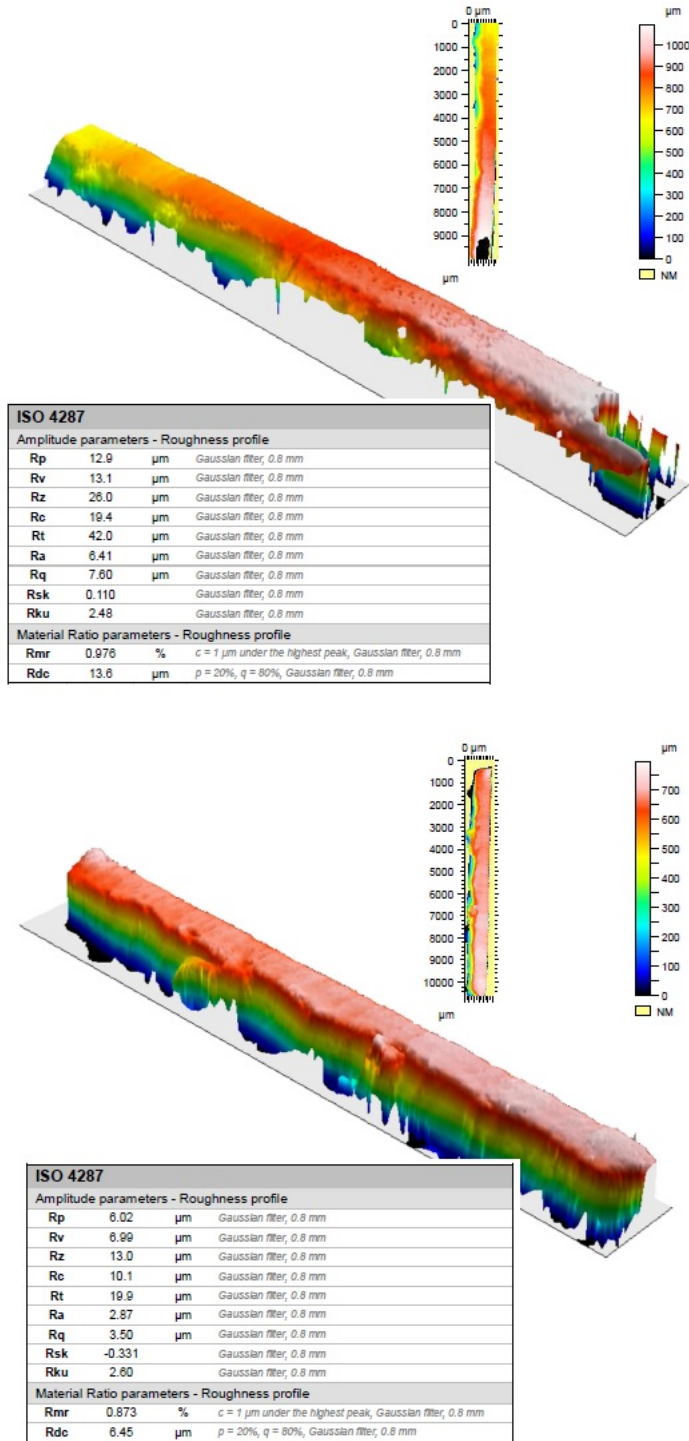 0 µm
µm
0
1000
2000
3000
4000
5000
6000
7000
8000
9000
µm
1000
900
800
700
600
500
400
300
200
100
0
NM
ISO 4287
Amplitude parameters - Roughness profile
Rp 12.9 µm Gaussian filter, 0.8 mm
Rv 13.1 µm Gaussian filter, 0.8 mm
Rz 26.0 µm Gaussian filter, 0.8 mm
Rc 19.4 µm Gaussian filter, 0.8 mm
Rt 42.0 µm Gaussian filter, 0.8 mm
Ra 6.41 µm Gaussian filter, 0.8 mm
Rq 7.60 µm Gaussian filter, 0.8 mm
Rsk 0.110 Gaussian filter, 0.8 mm
Rku 2.48 Gaussian filter, 0.8 mm
Material Ratio parameters - Roughness profile
Rmr 0.976 % c = 1 µm under the highest peak, Gaussian filter, 0.8 mm
Rdc 13.6 µm p = 20%, q = 80%, Gaussian filter, 0.8 mm
0 µm
µm
0
1000
2000
3000
4000
5000
6000
7000
8000
9000
10000
µm
700
600
500
400
300
200
100
0
NM
ISO 4287
Amplitude parameters - Roughness profile
Rp 6.02 µm Gaussian filter, 0.8 mm
Rv 6.99 µm Gaussian filter, 0.8 mm
Rz 13.0 µm Gaussian filter, 0.8 mm
Rc 10.1 µm Gaussian filter, 0.8 mm
Rt 19.9 µm Gaussian filter, 0.8 mm
Ra 2.87 µm Gaussian filter, 0.8 mm
Rq 3.50 µm Gaussian filter, 0.8 mm
Rsk -0.331 Gaussian filter, 0.8 mm
Rku 2.60 Gaussian filter, 0.8 mm
Material Ratio parameters - Roughness profile
Rmr 0.873 % c = 1 µm under the highest peak, Gaussian filter, 0.8 mm
Rdc 6.45 µm p = 20%, q = 80%, Gaussian filter, 0.8 mm